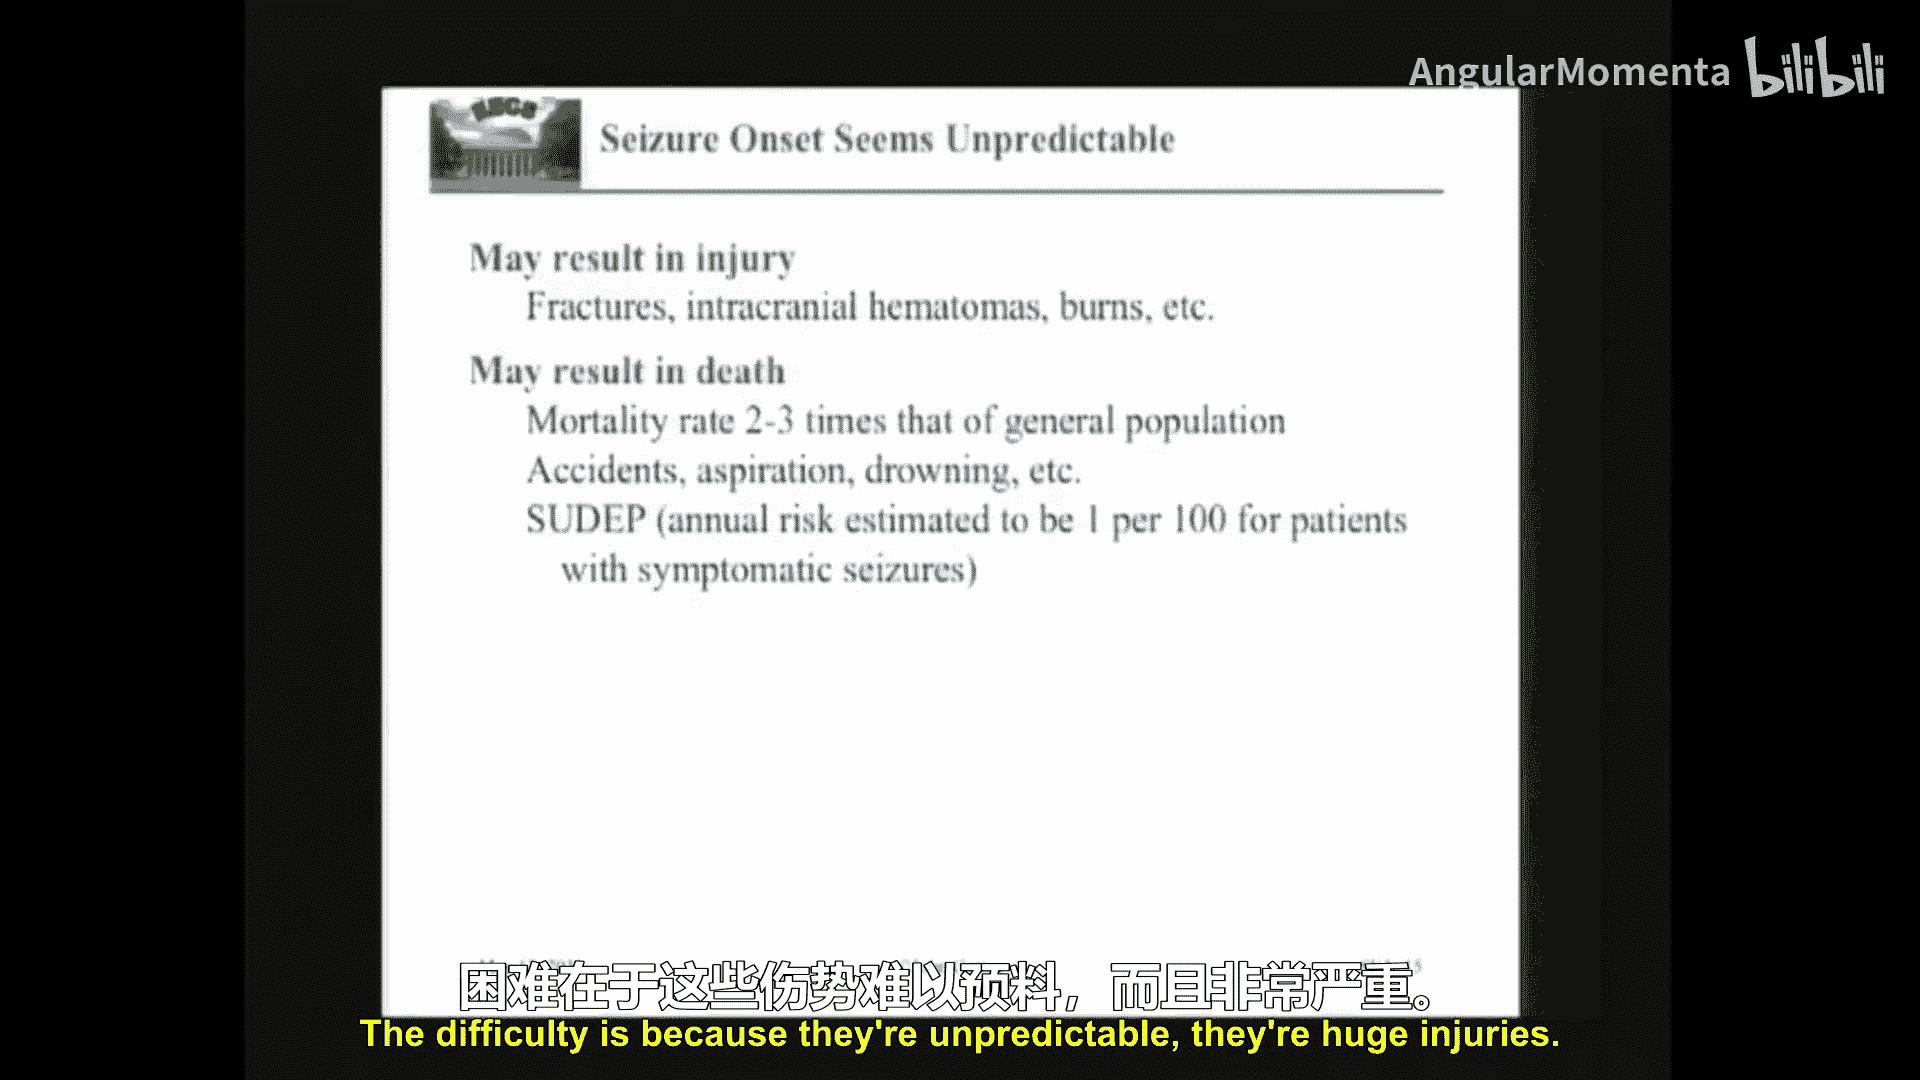 AngularMomenta bilibili
EECS
Seizure Onset Seems Unpredictable
May result in injury
Fractures, intracranial hematomas, burns, etc.
May result in death
Mortality rate 2-3 times that of general population
Accidents, aspiration, drowning, etc.
SUDEP (annual risk estimated to be 1 per 100 for patients
with symptomatic seizures)
困难在于这些伤势难以预料，而且非常严重。
The difficulty is because they're unpredictable, they're huge injuries.